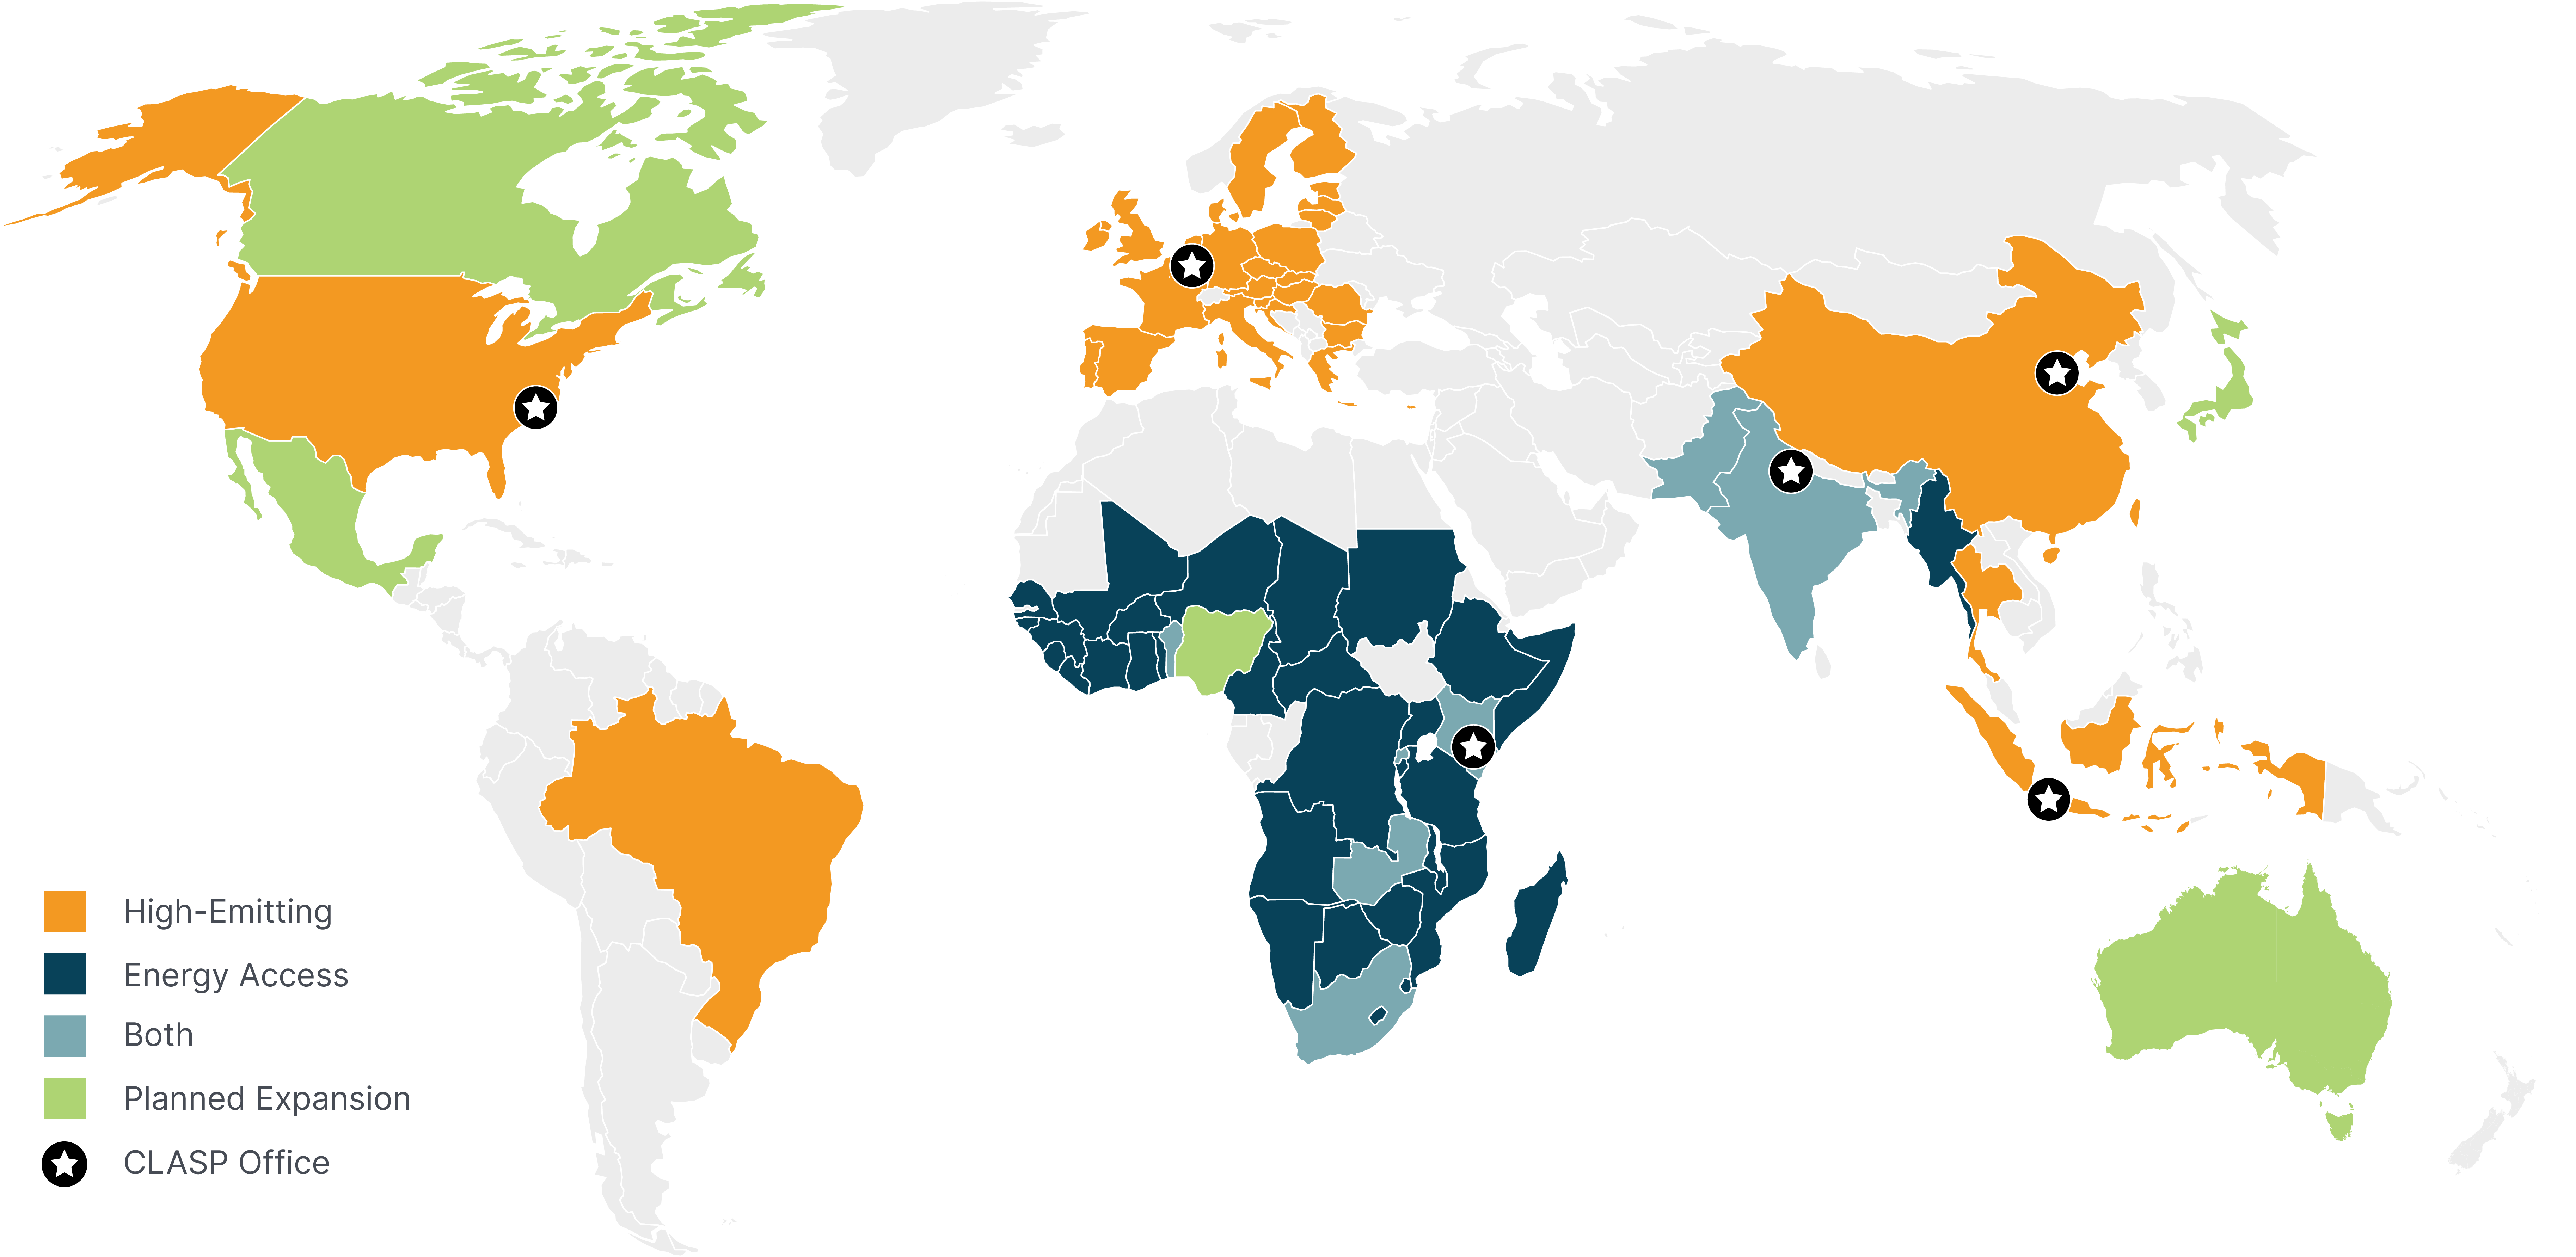 High-Emitting
Energy Access
Both
Planned Expansion
CLASP Office